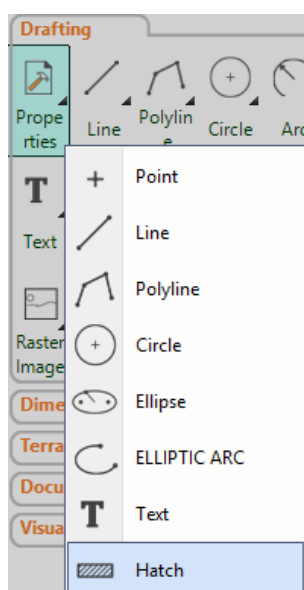 Drafting
Prope
rties
Line
Polylin
e
Circle
Arc
Point
Line
Text
Polyline
Circle
Raster
Image
Ellipse
Dime
ELLIPTIC ARC
Terra
Docu
Text
Visua
Hatch